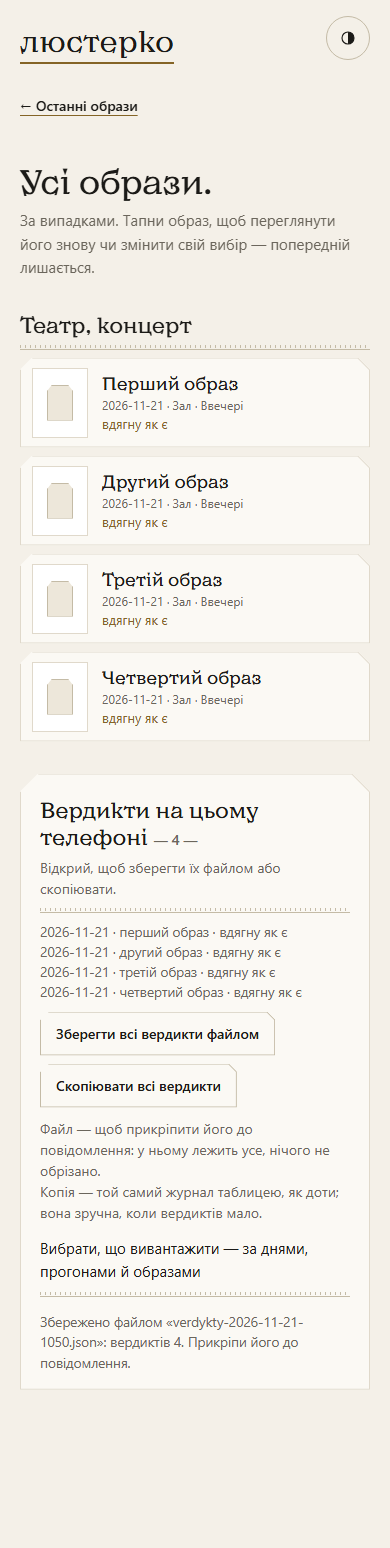 люстерко
← Останні образи
Усі образи.
За випадками. Тапни образ, щоб переглянути
його знову чи змінити свій вибір — попередній
лишається.
Театр, концерт
Перший образ
2026-11-21 · Зал · Ввечері
вдягну як є
Другий образ
2026-11-21 · Зал · Ввечері
вдягну як є
Третій образ
2026-11-21 · Зал · Ввечері
вдягну як є
Четвертий образ
2026-11-21 · Зал · Ввечері
вдягну як є
Вердикти на цьому
телефоні — 4 —
Відкрий, щоб зберегти їх файлом або
скопіювати.
2026-11-21 · перший образ · вдягну як є
2026-11-21 · другий образ · вдягну як є
2026-11-21 · третій образ · вдягну як є
2026-11-21 · четвертий образ · вдягну як є
Зберегти всі вердикти файлом
Скопіювати всі вердикти
Файл — щоб прикріпити його до
повідомлення: у ньому лежить усе, нічого не
обрізано.
Копія — той самий журнал таблицею, як доти;
вона зручна, коли вердиктів мало.
Вибрати, що вивантажити — за днями,
прогонами й образами
Збережено файлом «verdykty-2026-11-21-
1050.json»: вердиктів 4. Прикріпи його до
повідомлення.